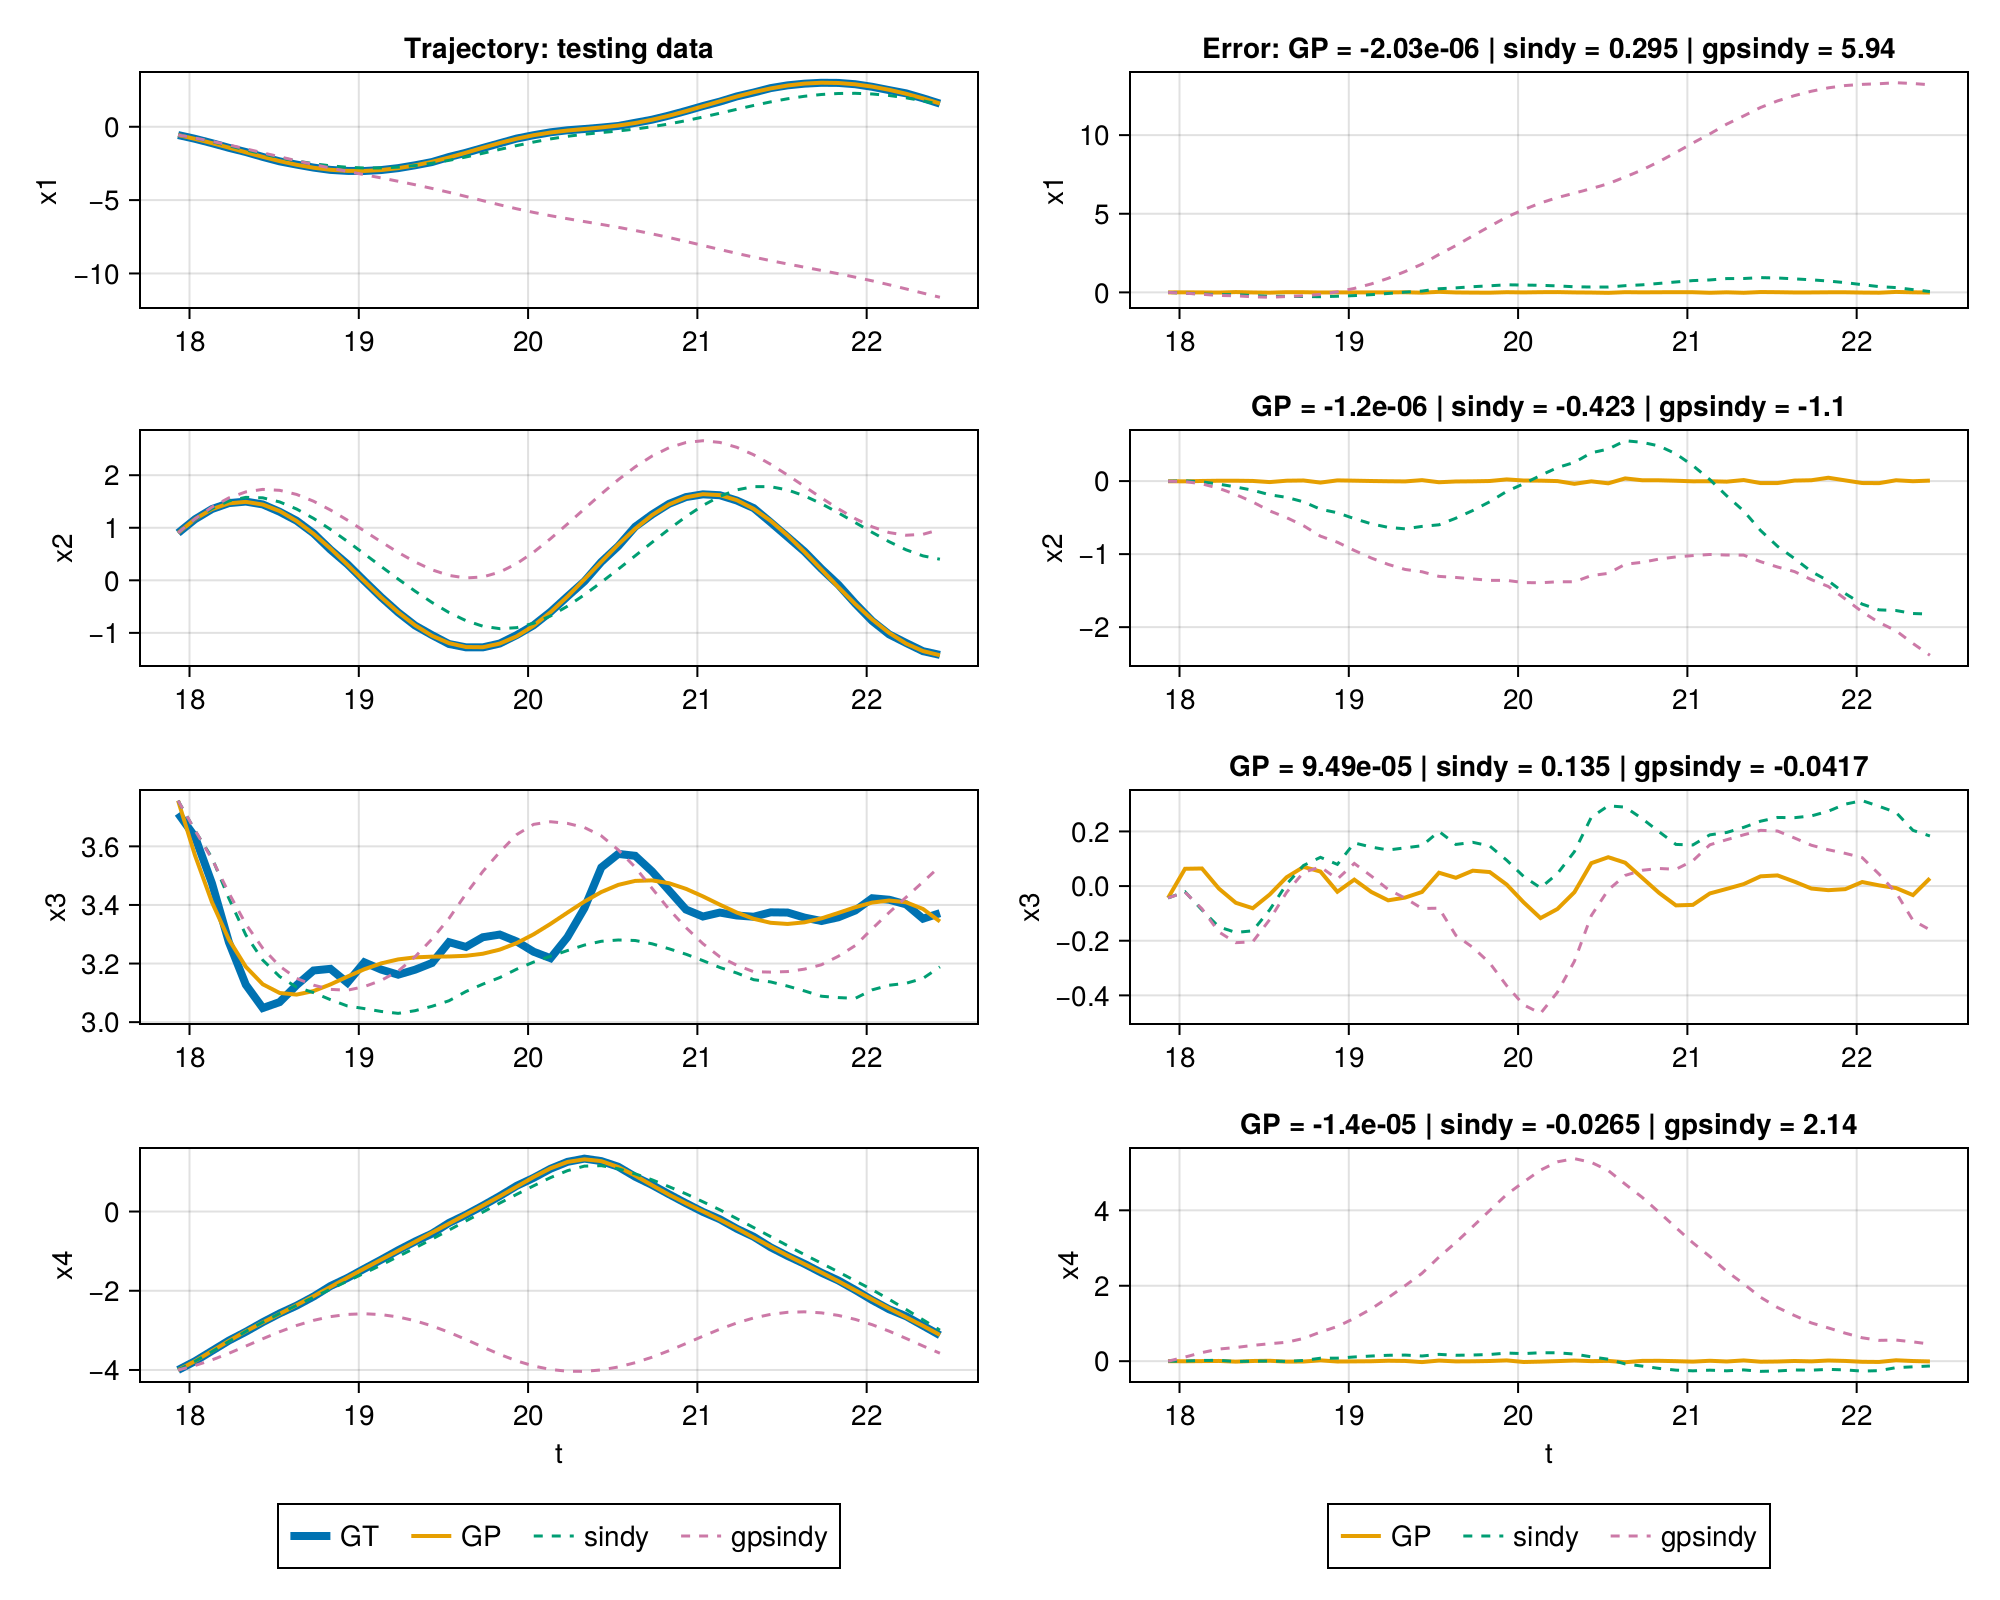 Trajectory: testing data
x1
0
−5
−10
18 19 20 21 22
Error: GP = -2.03e-06 | sindy = 0.295 | gpsindy = 5.94
x1
10
5
0
18 19 20 21 22
x2
2
1
0
−1
18 19 20 21 22
GP = -1.2e-06 | sindy = -0.423 | gpsindy = -1.1
x2
0
−1
−2
18 19 20 21 22
x3
3.6
3.4
3.2
3.0
18 19 20 21 22
GP = 9.49e-05 | sindy = 0.135 | gpsindy = -0.0417
x3
0.2
0.0
−0.2
−0.4
18 19 20 21 22
x4
0
−2
−4
18 19 20 21 22
t
GP = -1.4e-05 | sindy = -0.0265 | gpsindy = 2.14
x4
4
2
0
18 19 20 21 22
t
GT GP sindy gpsindy
GP sindy gpsindy